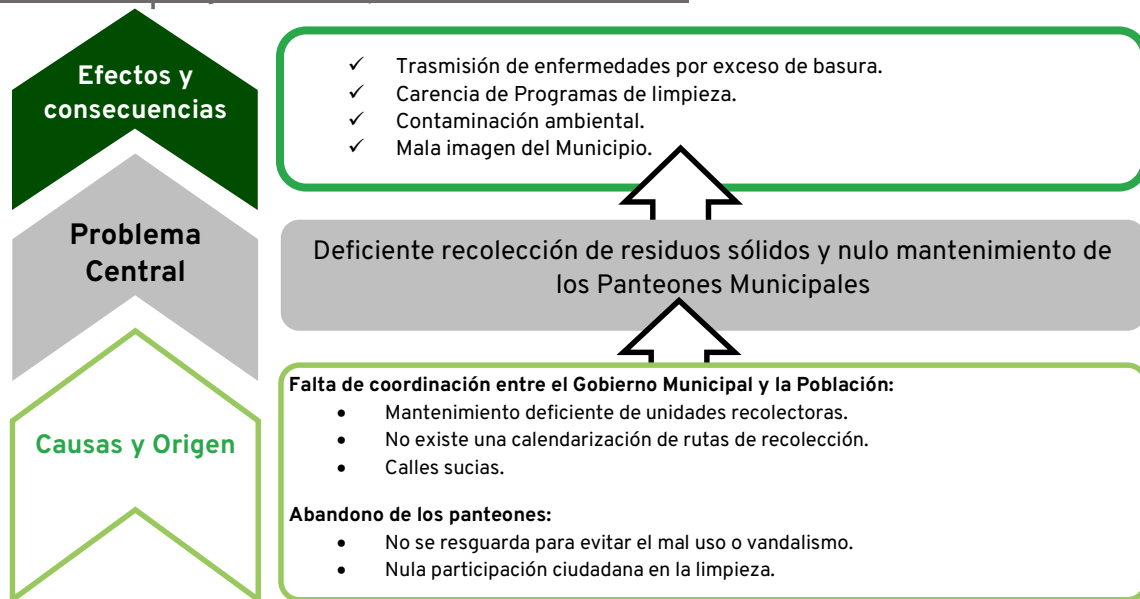 Efectos y
consecuencias
✓ Trasmisión de enfermedades por exceso de basura.
✓ Carencia de Programas de limpieza.
✓ Contaminación ambiental.
✓ Mala imagen del Municipio.
Problema
Central
Deficiente recolección de residuos sólidos y nulo mantenimiento de
los Panteones Municipales
Causas y Origen
Falta de coordinación entre el Gobierno Municipal y la Población:
• Mantenimiento deficiente de unidades recolectoras.
• No existe una calendarización de rutas de recolección.
• Calles sucias.
Abandono de los panteones:
• No se resguarda para evitar el mal uso o vandalismo.
• Nula participación ciudadana en la limpieza.